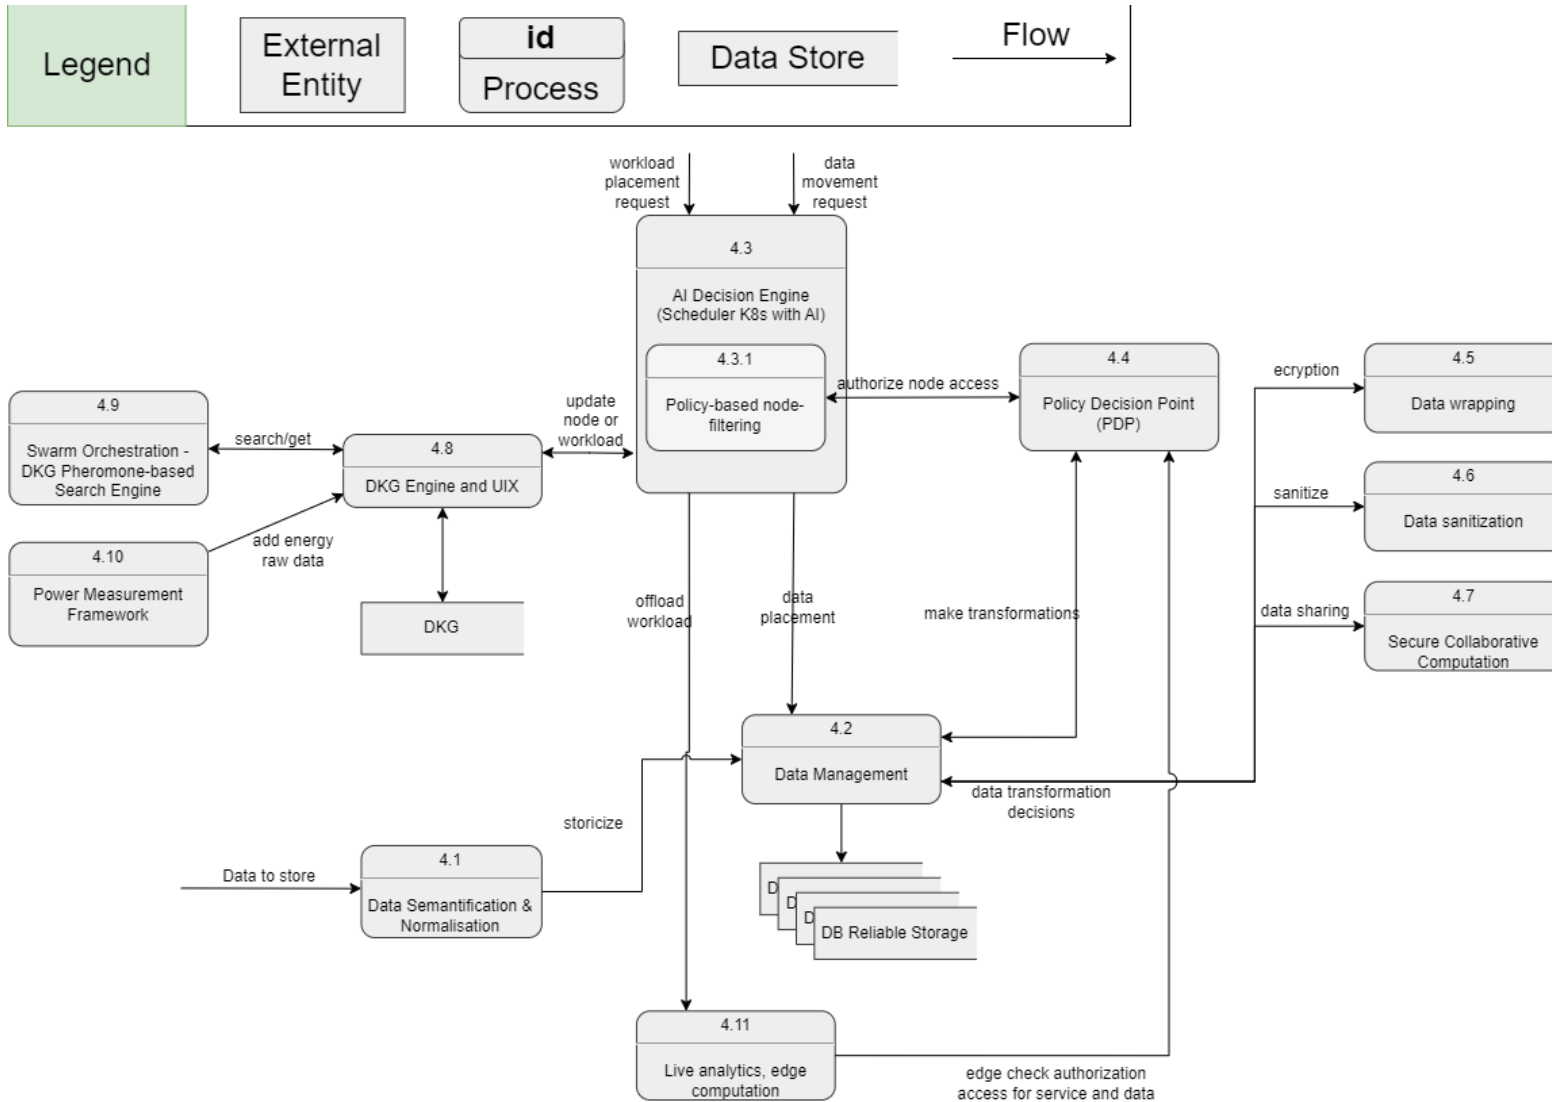 Legend
External
Entity
id
Process
Data Store
Flow
workload
placement
request
data
movement
request
4.3
AI Decision Engine
(Scheduler K8s with AI)
4.3.1
Policy-based node-
filtering
authorize node access
4.4
Policy Decision Point
(PDP)
ecryption
4.5
Data wrapping
sanitize
4.6
Data sanitization
data sharing
4.7
Secure Collaborative
Computation
4.9
Swarm Orchestration -
DKG Pheromone-based
Search Engine
search/get
4.8
DKG Engine and UIX
update
node or
workload
4.10
Power Measurement
Framework
add energy
raw data
DKG
offload
workload
data
placement
make transformations
4.2
Data Management
data transformation
decisions
storicize
Data to store
4.1
Data Semantification &
Normalisation
D
D
D
DB Reliable Storage
4.11
Live analytics, edge
computation
edge check authorization
access for service and data